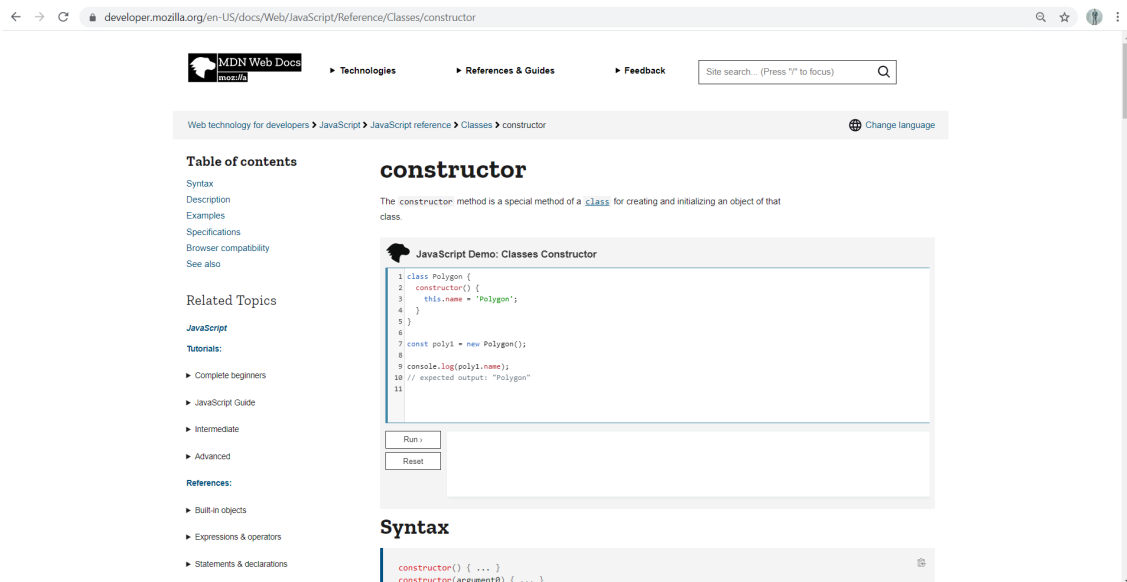 developer.mozilla.org/en-US/docs/Web/JavaScript/Reference/Classes/constructor
MDN Web Docs
moz://a
Technologies
References & Guides
Feedback
Site search... (Press "/" to focus)
Web technology for developers › JavaScript › JavaScript reference › Classes › constructor
Change language
Table of contents
Syntax
Description
Examples
Specifications
Browser compatibility
See also
Related Topics
JavaScript
Tutorials:
Complete beginners
JavaScript Guide
Intermediate
Advanced
References:
Built-in objects
Expressions & operators
Statements & declarations
constructor
The constructor method is a special method of a class for creating and initializing an object of that
class.
JavaScript Demo: Classes Constructor
1 class Polygon {
2 constructor() {
3 this.name = 'Polygon';
4 }
5 }
6
7 const poly1 = new Polygon();
8
9 console.log(poly1.name);
10 // expected output: "Polygon"
11
Run ›
Reset
Syntax
constructor() { ... }
constructor(argument0) { ... }